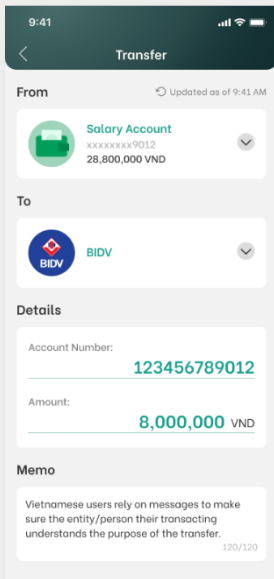 9:41
Transfer
From
Updated as of 9:41 AM
Salary Account
xxxxxxxx9012
28,800,000 VND
To
BIDV
BIDV
Details
Account Number:
123456789012
Amount:
8,000,000 VND
Memo
Vietnamese users rely on messages to make
sure the entity/person their transacting
understands the purpose of the transfer.
120/120